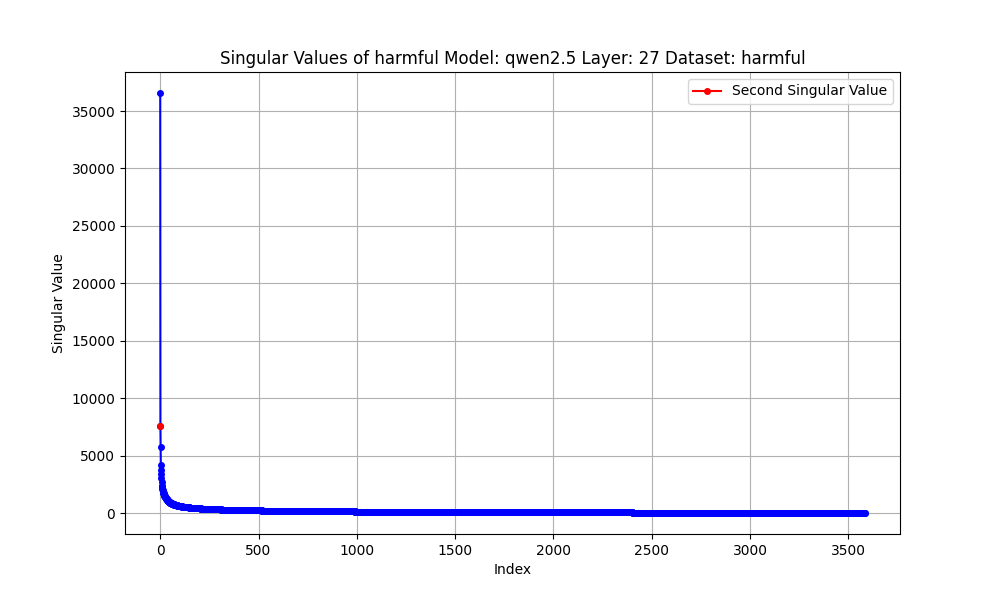 Singular Values of harmful Model: qwen2.5 Layer: 27 Dataset: harmful
Second Singular Value
Singular Value
35000
30000
25000
20000
15000
10000
5000
0
0 500 1000 1500 2000 2500 3000 3500
Index